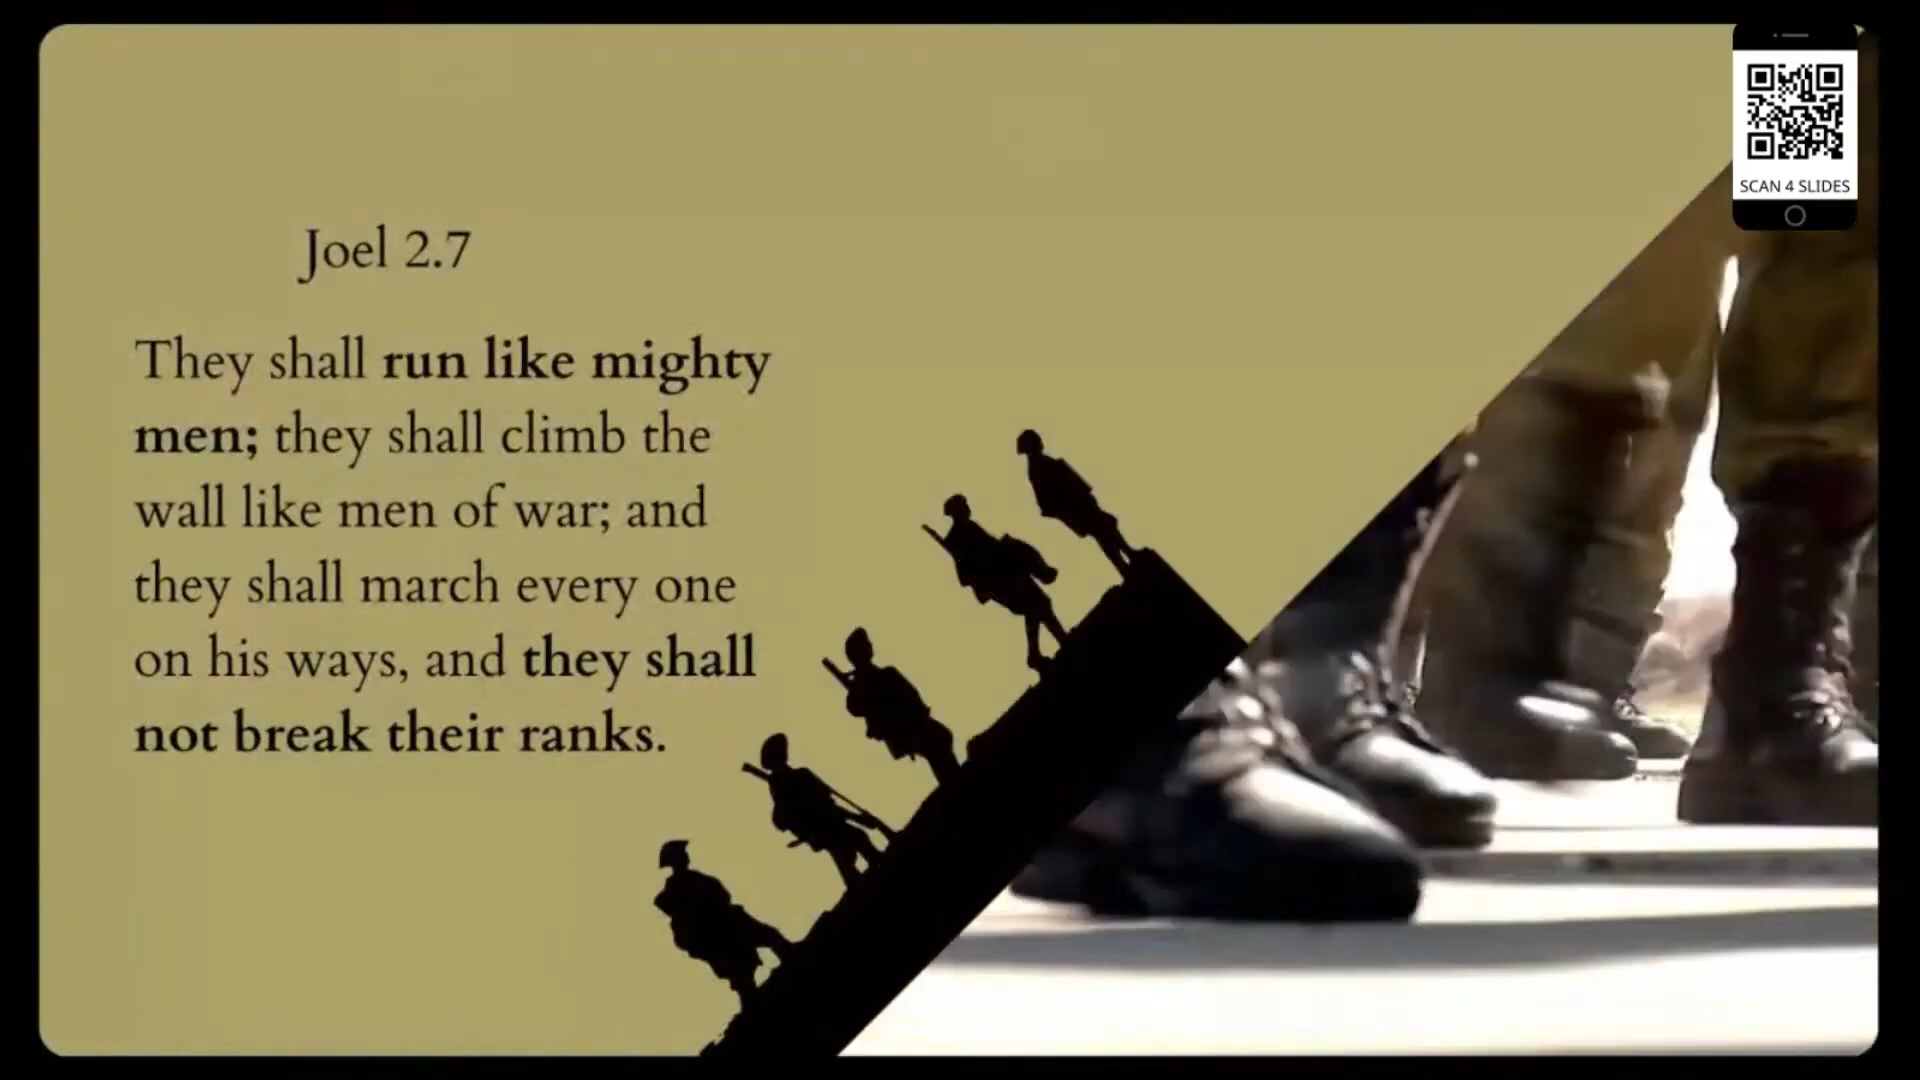 SCAN 4 SLIDES
Joel 2.7
They shall run like mighty
men; they shall climb the
wall like men of war; and
they shall march every one
on his ways, and they shall
not break their ranks.